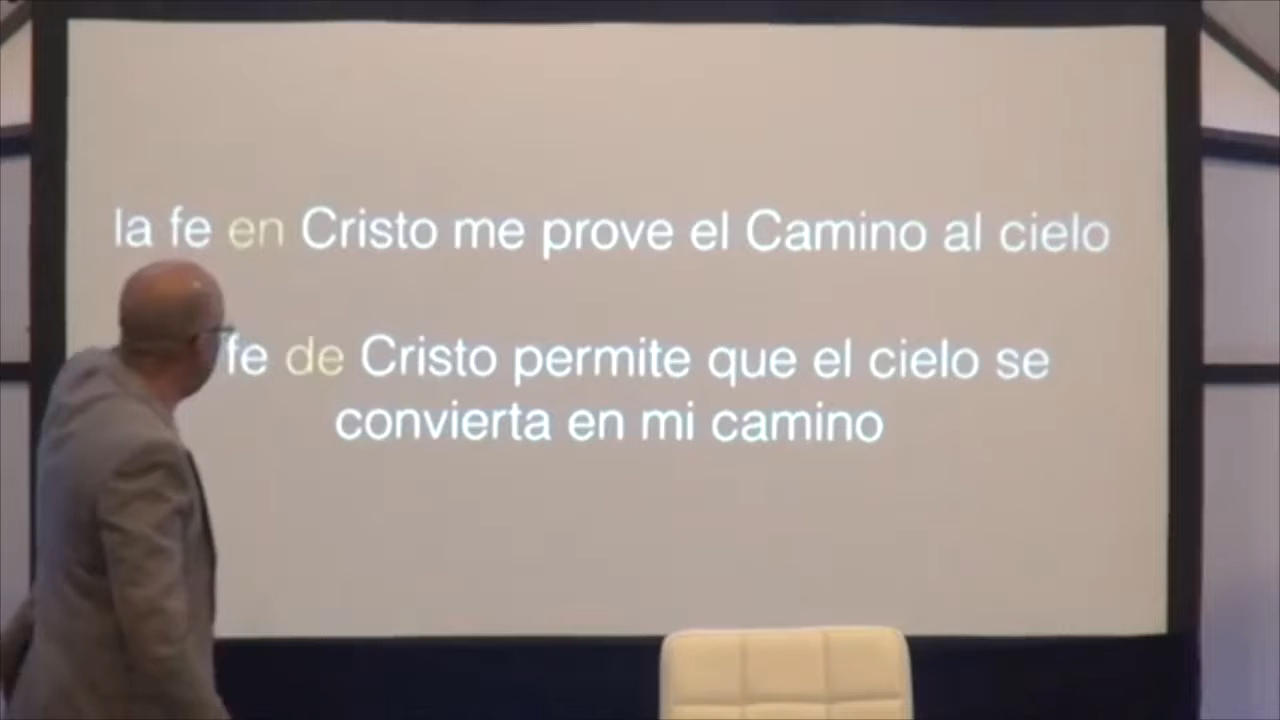 la fe en Cristo me prove el Camino al cielo
fe de Cristo permite que el cielo se
convierta en mi camino